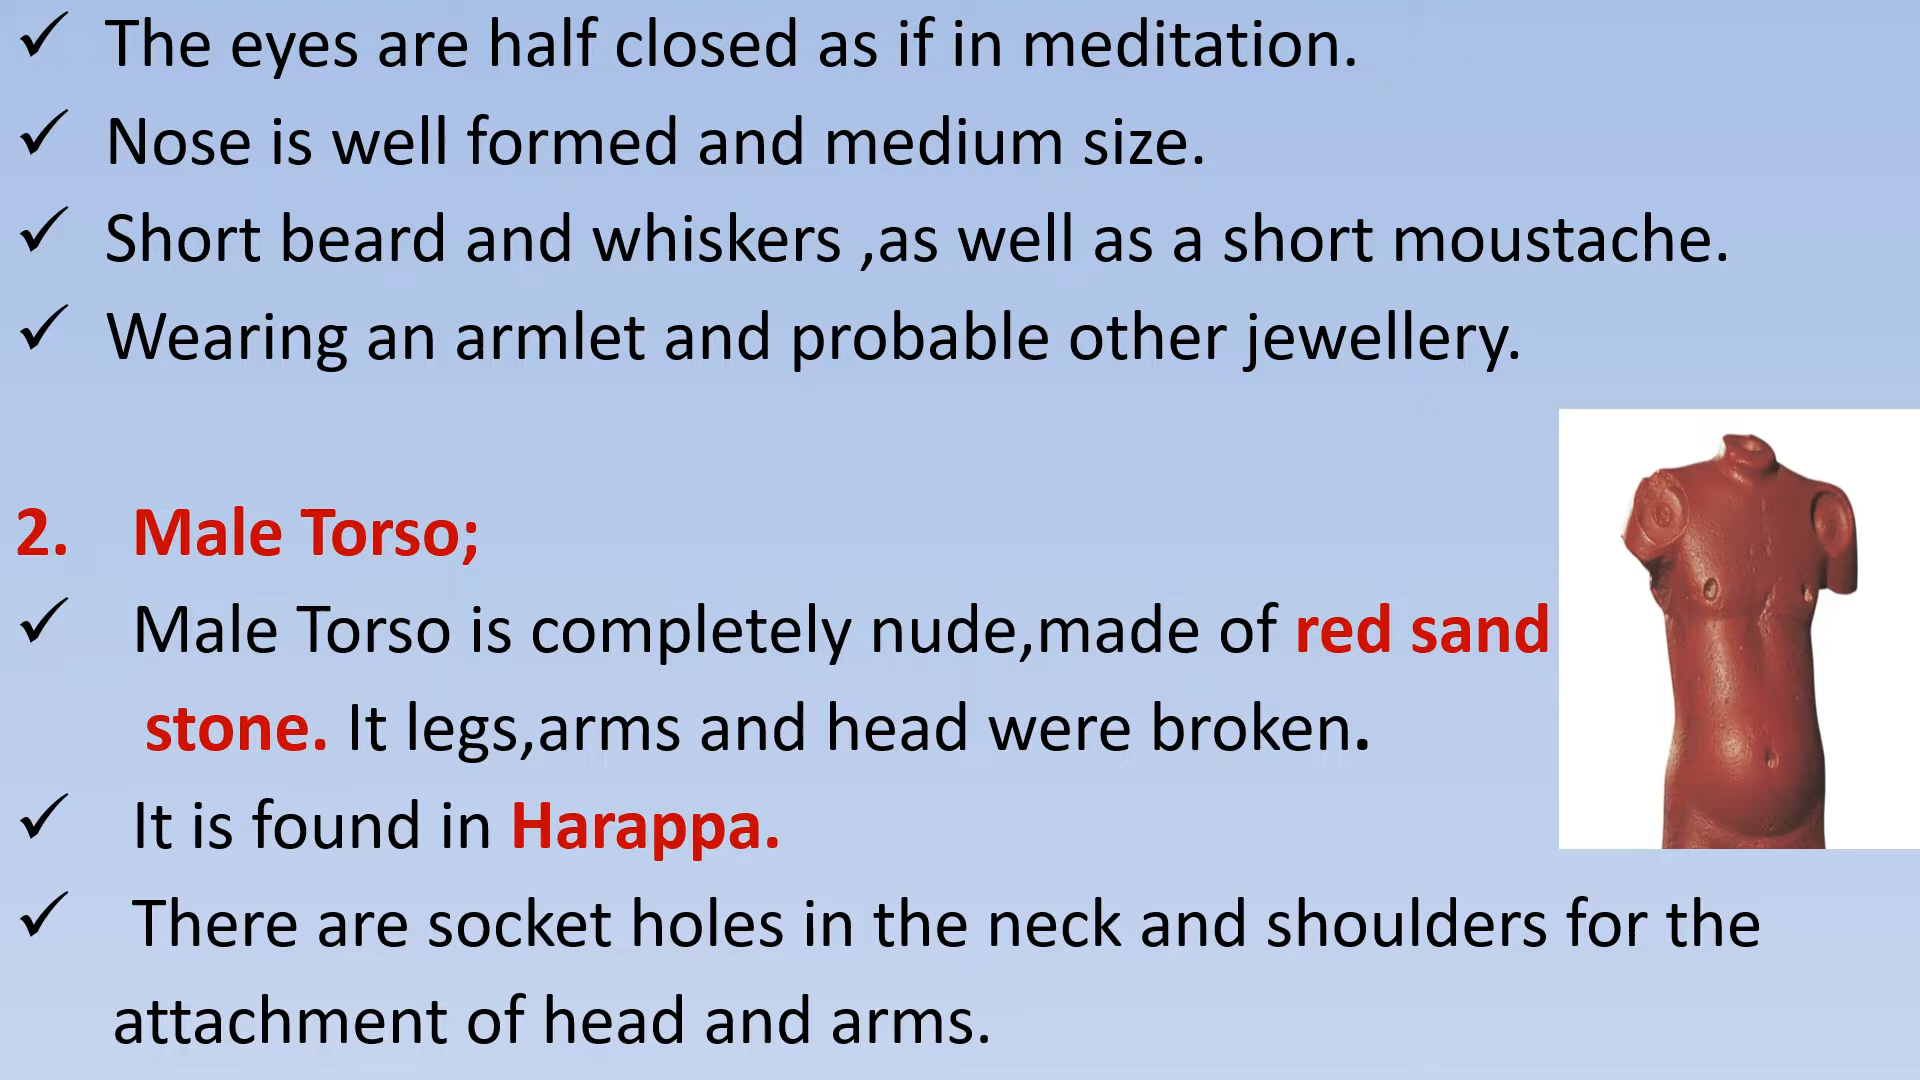 ✓ The eyes are half closed as if in meditation.
✓ Nose is well formed and medium size.
✓ Short beard and whiskers ,as well as a short moustache.
✓ Wearing an armlet and probable other jewellery.
2. Male Torso;
✓ Male Torso is completely nude,made of red sand
stone. It legs,arms and head were broken.
✓ It is found in Harappa.
✓ There are socket holes in the neck and shoulders for the
attachment of head and arms.